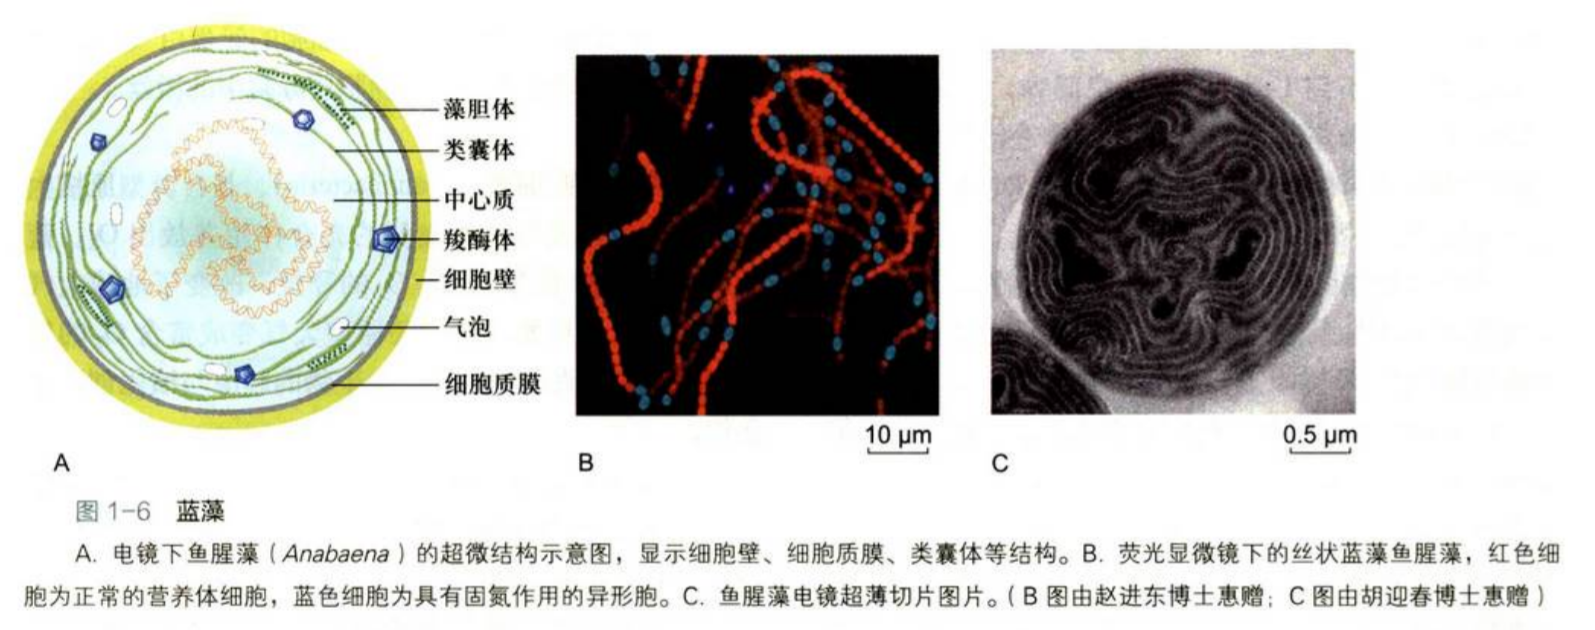 藻胆体
类囊体
中心质
羧酶体
细胞壁
气泡
细胞质膜
A
B
10 μm
C
0.5 μm
图 1-6 蓝藻
A. 电镜下鱼腥藻（Anabaena）的超微结构示意图，显示细胞壁、细胞质膜、类囊体等结构。B. 荧光显微镜下的丝状蓝藻鱼腥藻，红色细
胞为正常的营养体细胞，蓝色细胞为具有固氮作用的异形胞。C. 鱼腥藻电镜超薄切片图片。（B 图由赵进东博士惠赠；C 图由胡迎春博士惠赠）